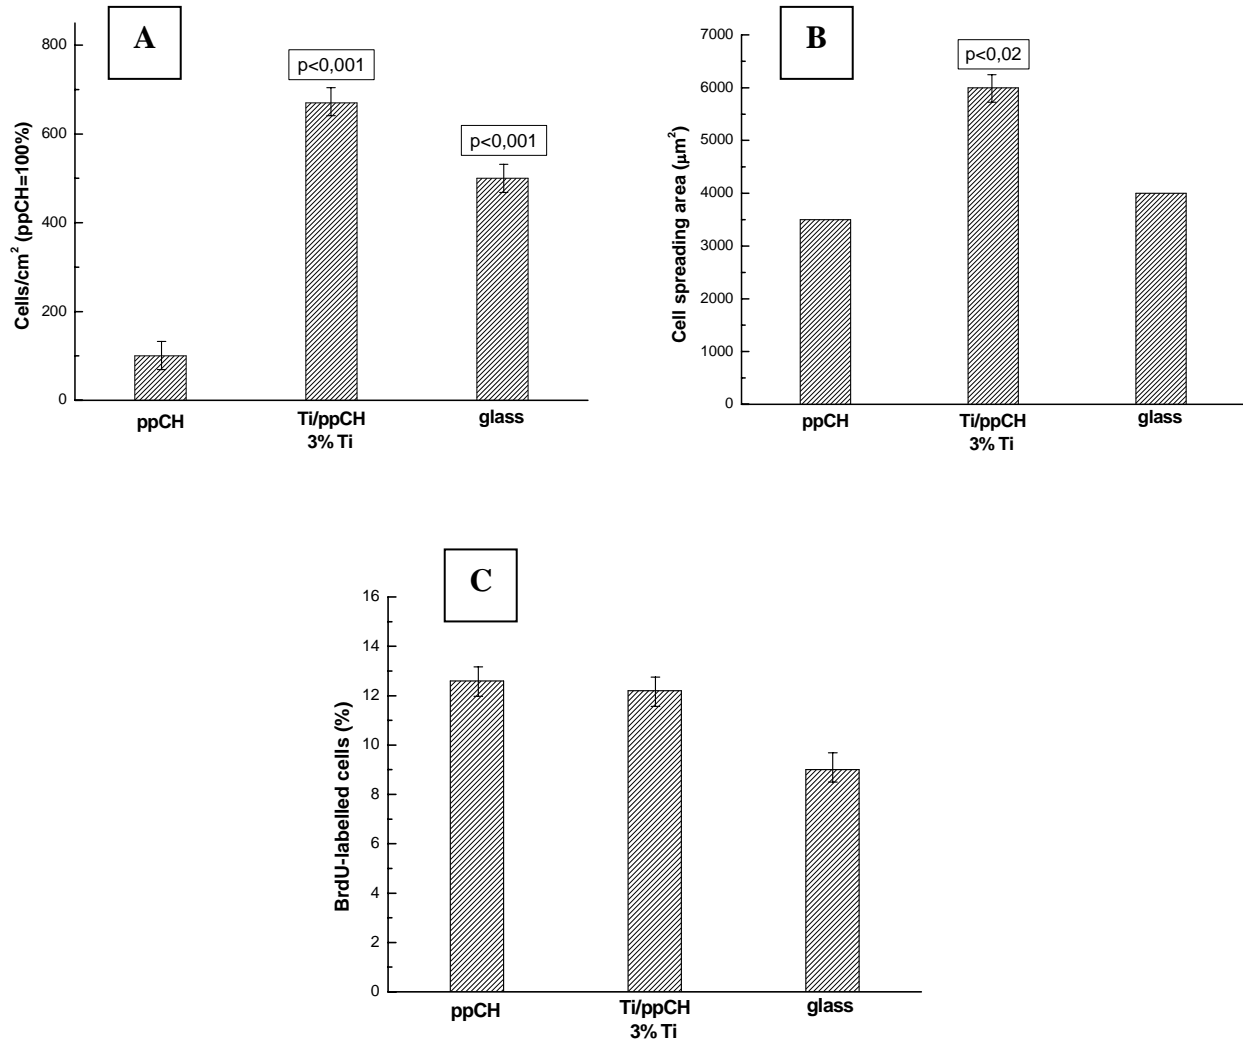 A
Cells/cm² (ppCH=100%)
800
600
400
200
0
p<0,001
p<0,001
ppCH
Ti/ppCH
3% Ti
glass
B
Cell spreading area (µm²)
7000
6000
5000
4000
3000
2000
1000
0
p<0,02
ppCH
Ti/ppCH
3% Ti
glass
C
BrdU-labelled cells (%)
16
14
12
10
8
6
4
2
0
ppCH
Ti/ppCH
3% Ti
glass